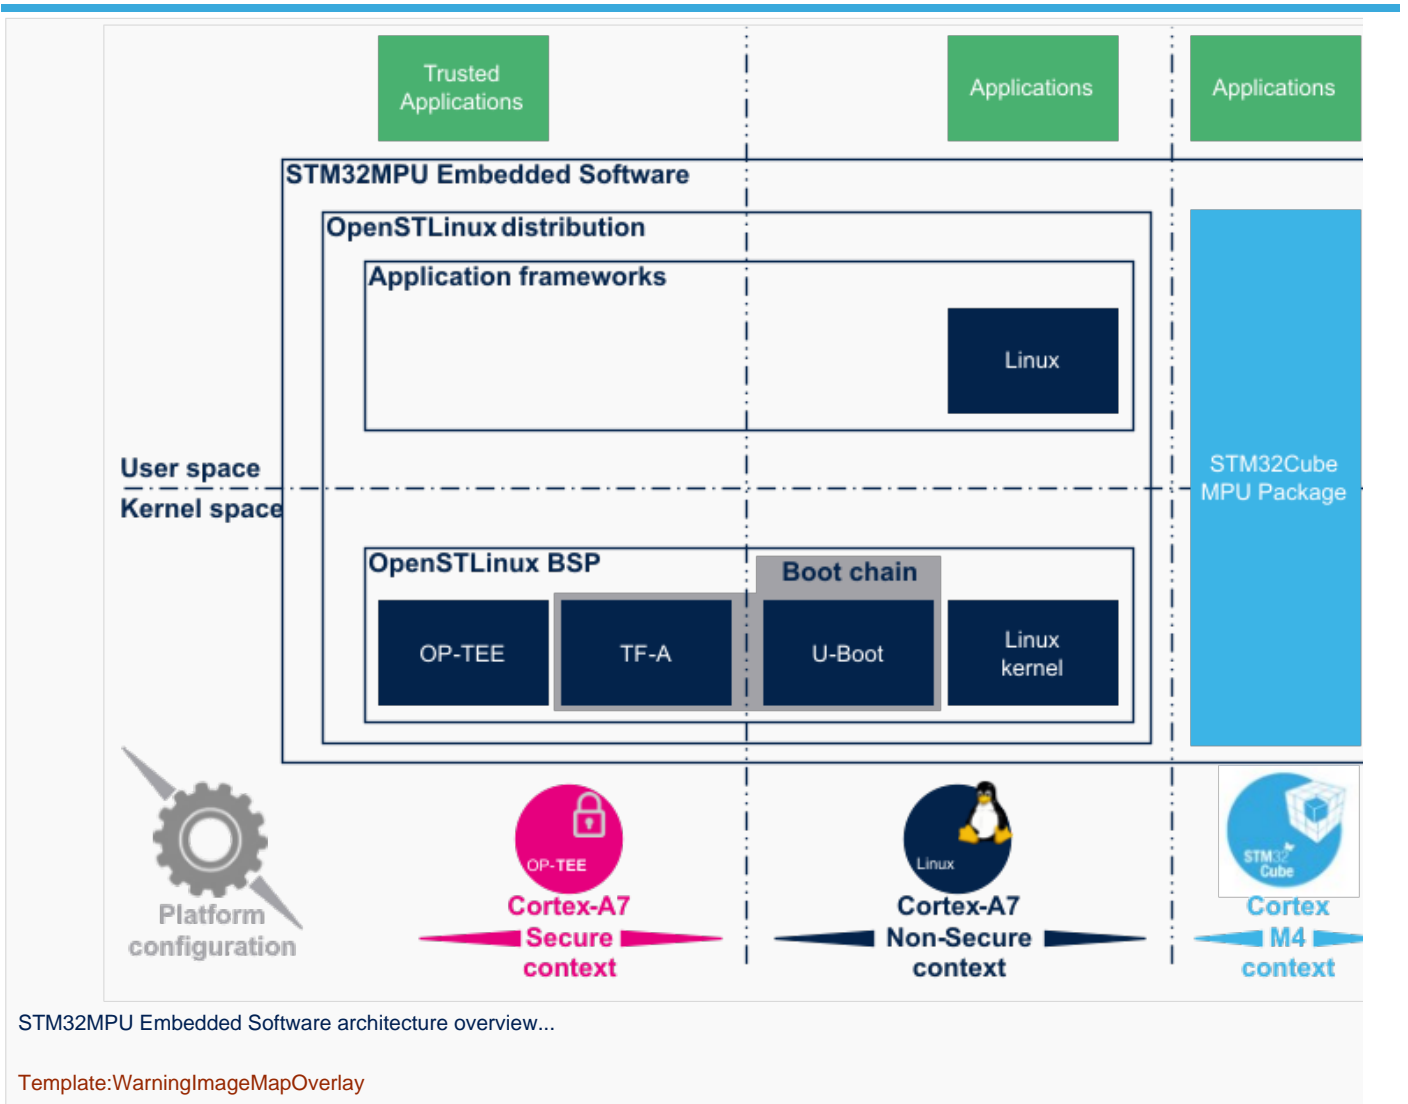 Trusted
Applications
Applications
Applications
STM32MPU Embedded Software
OpenSTLinux distribution
Application frameworks
Linux
User space
Kernel space
STM32Cube
MPU Package
OpenSTLinux BSP
Boot chain
OP-TEE
TF-A
U-Boot
Linux
kernel
OP-TEE
Linux
STM32
Cube
Platform
configuration
Cortex-A7
Secure
context
Cortex-A7
Non-Secure
context
Cortex
M4
context
STM32MPU Embedded Software architecture overview...
Template:WarningImageMapOverlay